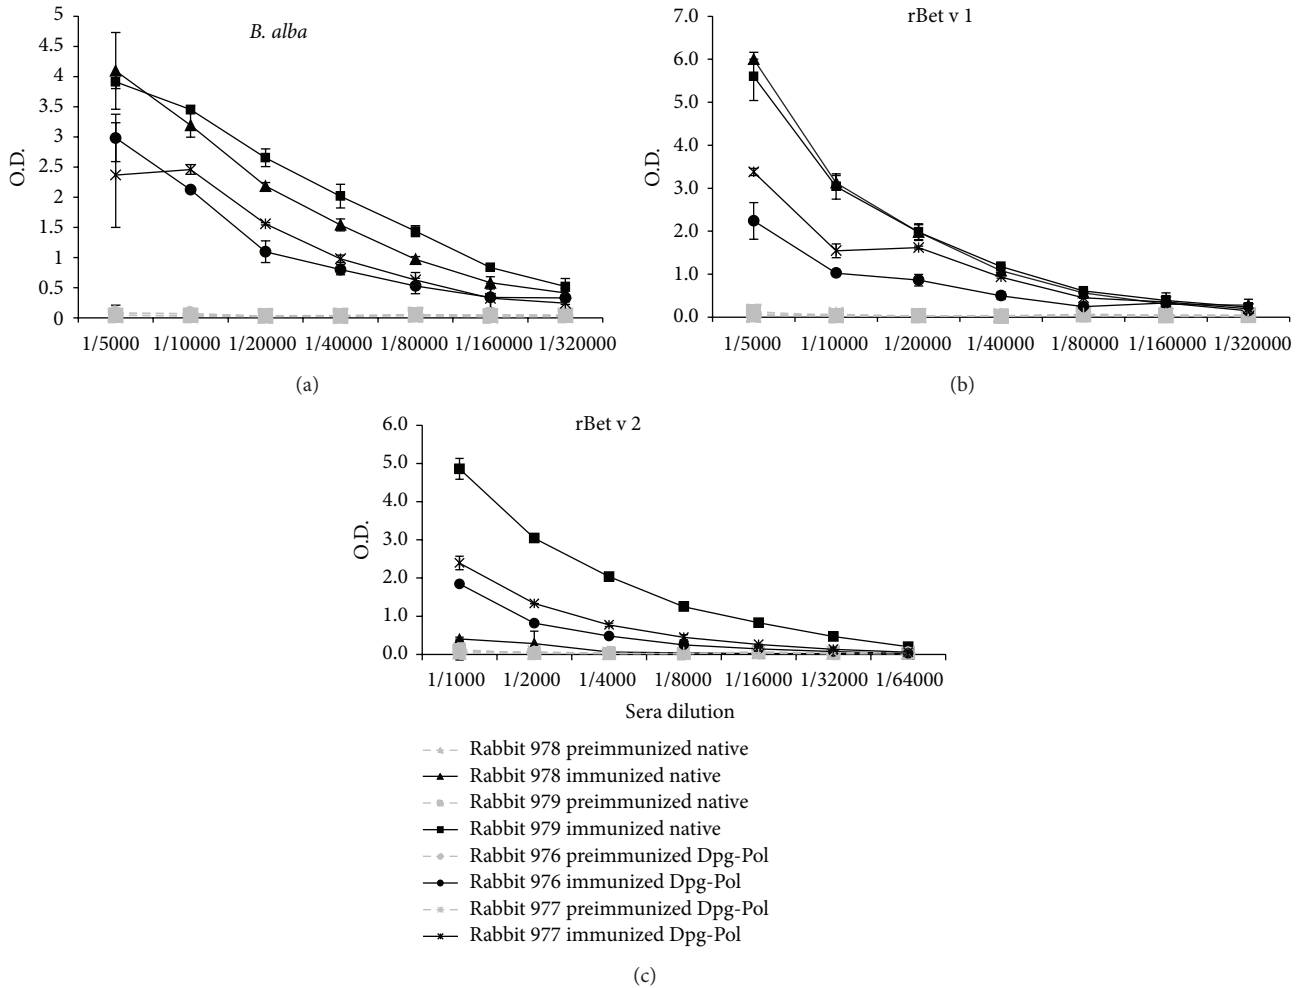 B. alba
O.D.
5
4.5
4
3.5
3
2.5
2
1.5
1
0.5
0
1/5000 1/10000 1/20000 1/40000 1/80000 1/160000 1/320000
(a)
rBet v 1
O.D.
7.0
6.0
5.0
4.0
3.0
2.0
1.0
0.0
1/5000 1/10000 1/20000 1/40000 1/80000 1/160000 1/320000
(b)
rBet v 2
O.D.
6.0
5.0
4.0
3.0
2.0
1.0
0.0
1/1000 1/2000 1/4000 1/8000 1/16000 1/32000 1/64000
Sera dilution
Rabbit 978 preimmunized native
Rabbit 978 immunized native
Rabbit 979 preimmunized native
Rabbit 979 immunized native
Rabbit 976 preimmunized Dpg-Pol
Rabbit 976 immunized Dpg-Pol
Rabbit 977 preimmunized Dpg-Pol
Rabbit 977 immunized Dpg-Pol
(c)